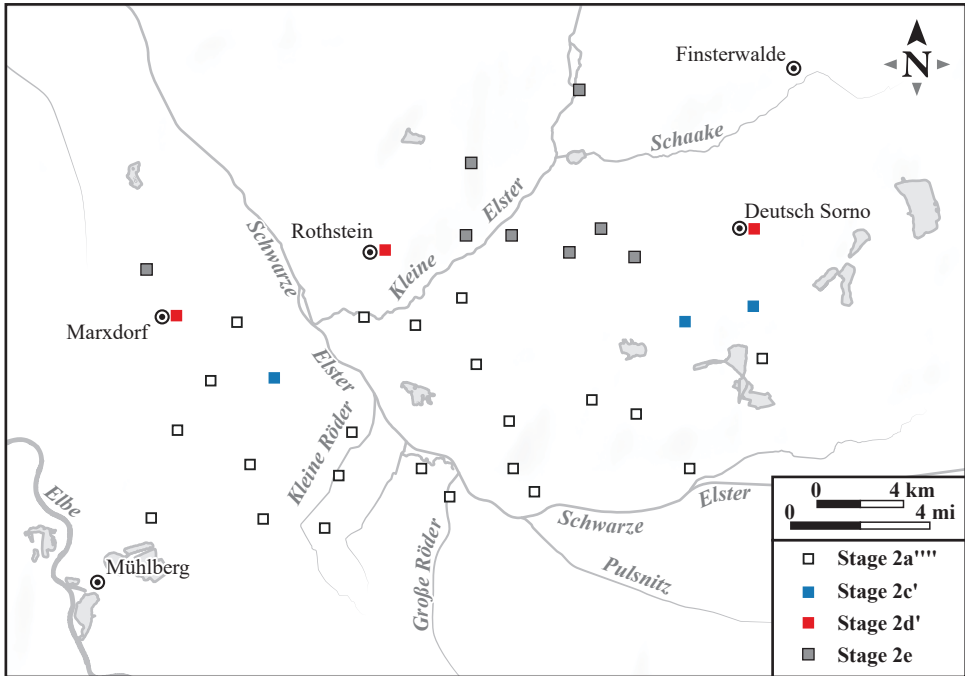 Finsterwalde
N
Schaake
Elster
Kleine
Schwarze
Rothstein
Deutsch Sorno
Marxdorf
Elster
Kleine Röder
Elbe
Mühlberg
Große Röder
Schwarze
Elster
Pulsnitz
0 4 km
0 4 mi
Stage 2a''''
Stage 2c'
Stage 2d'
Stage 2e